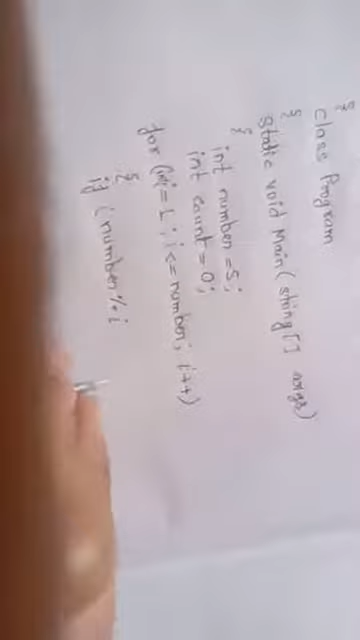 {
class Program
{
static void Main( string[] args)
{
int number = 5;
int count = 0;
for (int i = 1; i <= number; i++)
{
if ( number % i